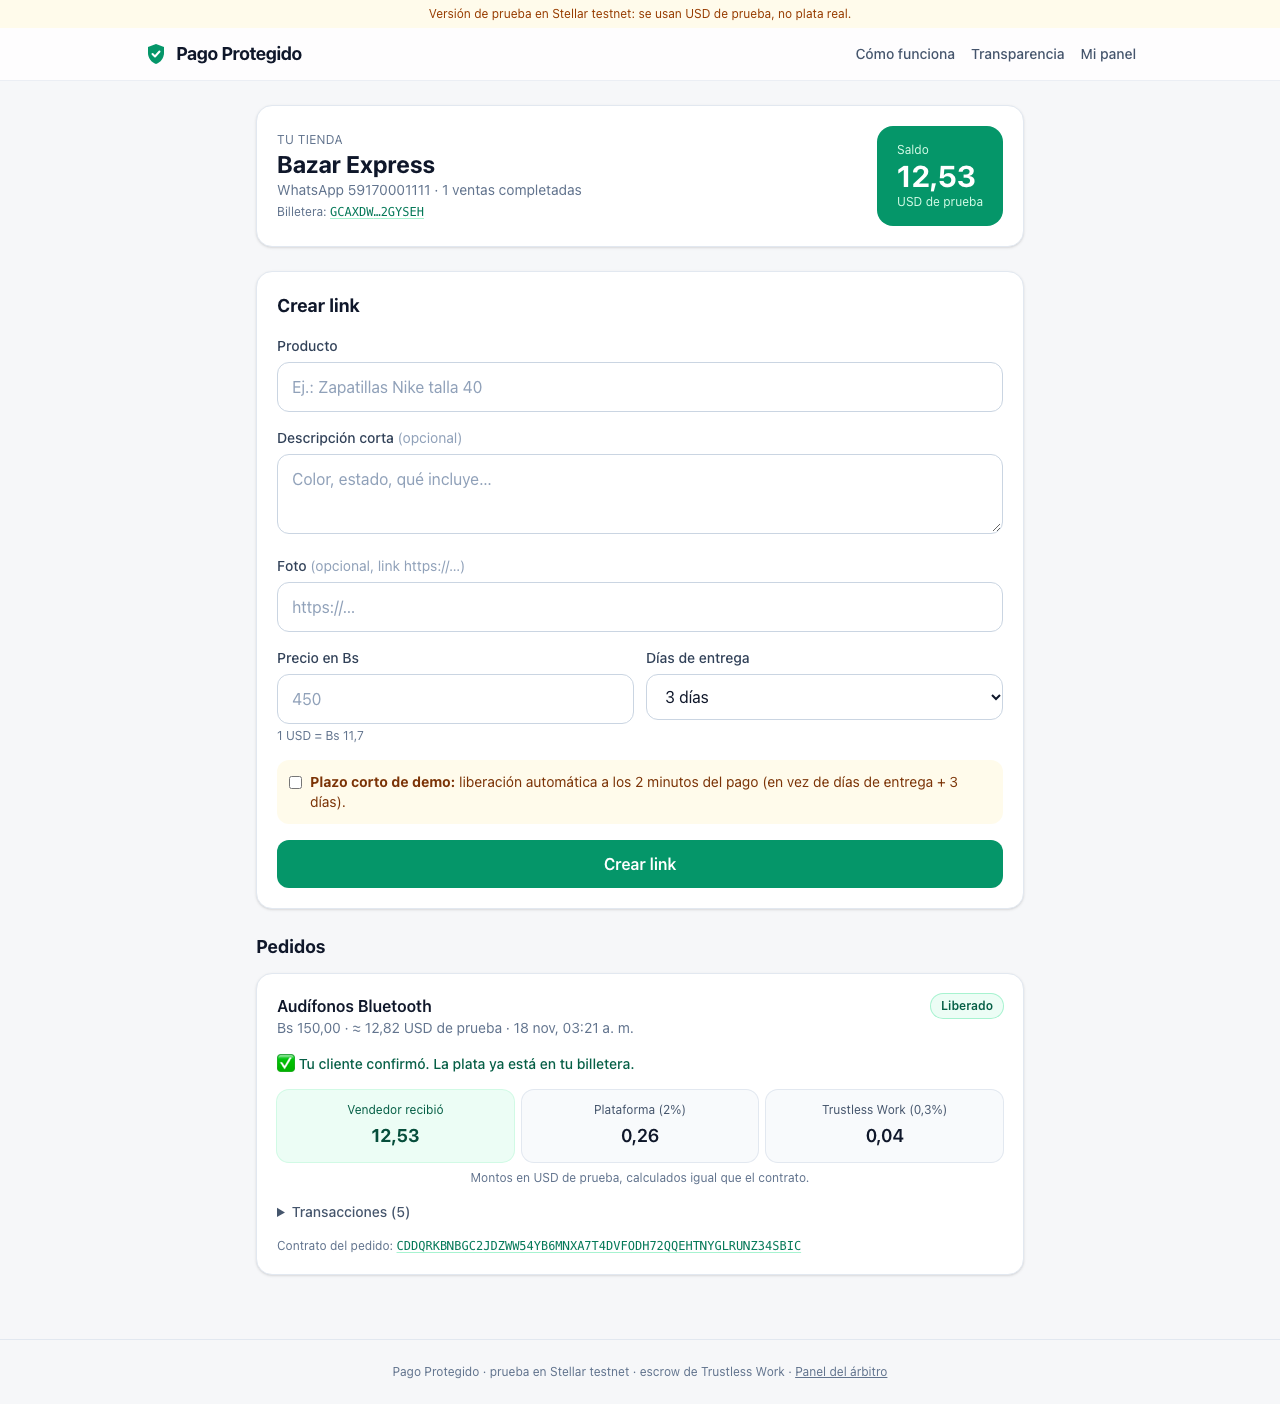 Versión de prueba en Stellar testnet: se usan USD de prueba, no plata real.
Pago Protegido
Cómo funciona Transparencia Mi panel
TU TIENDA
Bazar Express
WhatsApp 59170001111 · 1 ventas completadas
Billetera: GCAXDW…2GYSEH
Saldo
12,53
USD de prueba
Crear link
Producto
Ej.: Zapatillas Nike talla 40
Descripción corta (opcional)
Color, estado, qué incluye…
Foto (opcional, link https://…)
https://…
Precio en Bs
450
1 USD = Bs 11,7
Días de entrega
3 días
Plazo corto de demo: liberación automática a los 2 minutos del pago (en vez de días de entrega + 3
días).
Crear link
Pedidos
Audífonos Bluetooth
Liberado
Bs 150,00 · ≈ 12,82 USD de prueba · 18 nov, 03:21 a. m.
✅ Tu cliente confirmó. La plata ya está en tu billetera.
Vendedor recibió
12,53
Plataforma (2%)
0,26
Trustless Work (0,3%)
0,04
Montos en USD de prueba, calculados igual que el contrato.
Transacciones (5)
Contrato del pedido: CDDQRKBNBGC2JDZWW54YB6MNXA7T4DVFODH72QQEHTNYGLRUNZ34SBIC
Pago Protegido · prueba en Stellar testnet · escrow de Trustless Work · Panel del árbitro